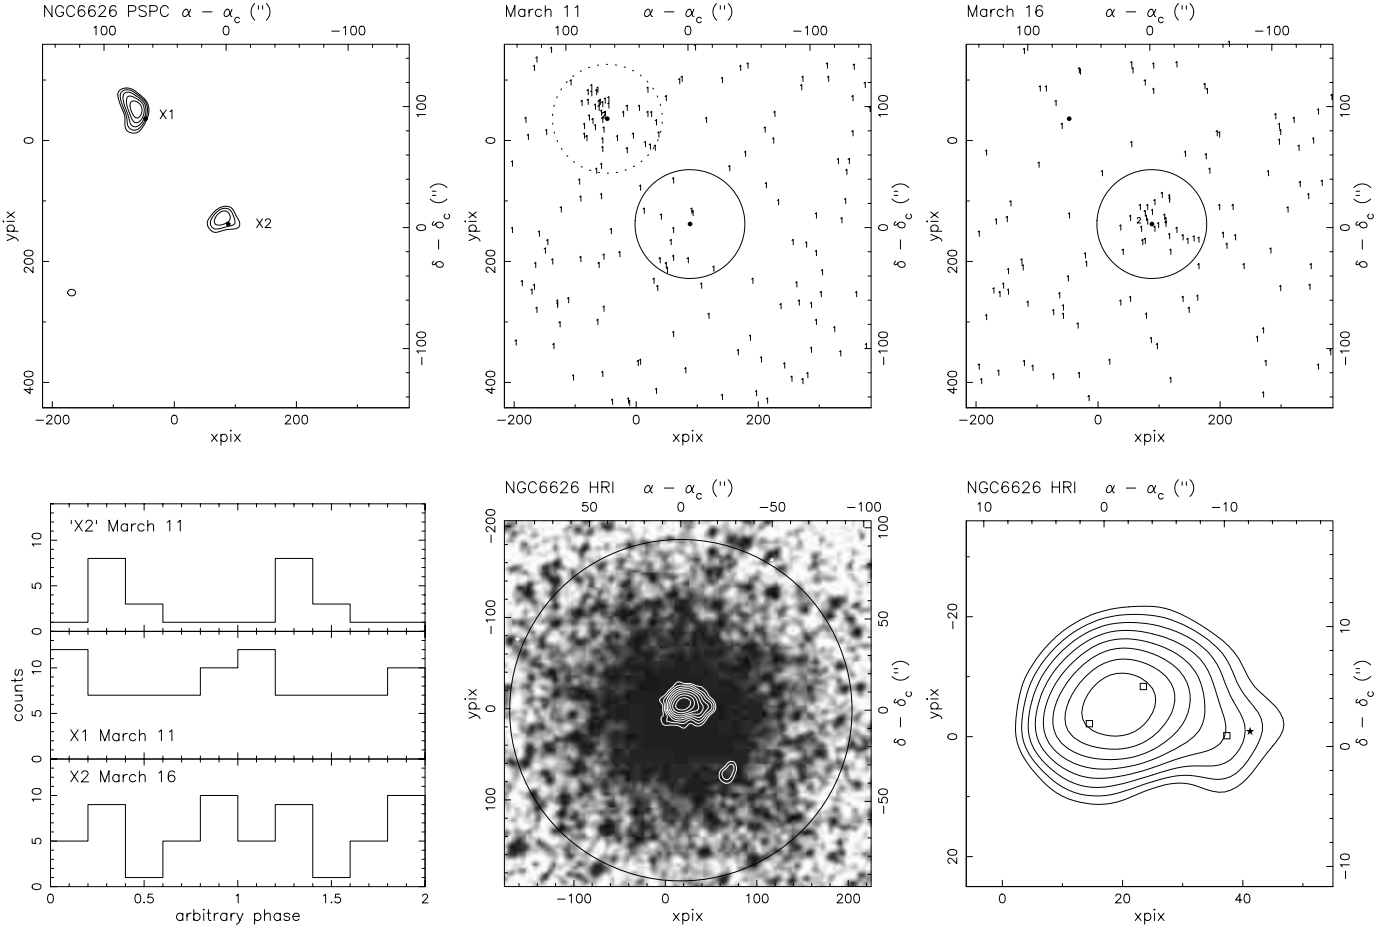 NGC6626 PSPC α − αc (")
100 0 −100
X1
X2
0
200
400
ypix
100
0
−100
δ − δc (")
−200 0 200
xpix
March 11 α − αc (")
100 0 −100
0
200
400
ypix
100
0
−100
δ − δc (")
−200 0 200
xpix
March 16 α − αc (")
100 0 −100
2
0
200
400
ypix
100
0
−100
δ − δc (")
−200 0 200
xpix
'X2' March 11
10
5
0
X1 March 11
10
5
0
X2 March 16
10
5
0
counts
0 0.5 1 1.5 2
arbitrary phase
NGC6626 HRI α − αc (")
50 0 −50 −100
−200
−100
0
100
ypix
100
50
0
−50
δ − δc (")
−100 0 100 200
xpix
NGC6626 HRI α − αc (")
10 0 −10
−20
0
20
ypix
10
0
−10
δ − δc (")
0 20 40
xpix